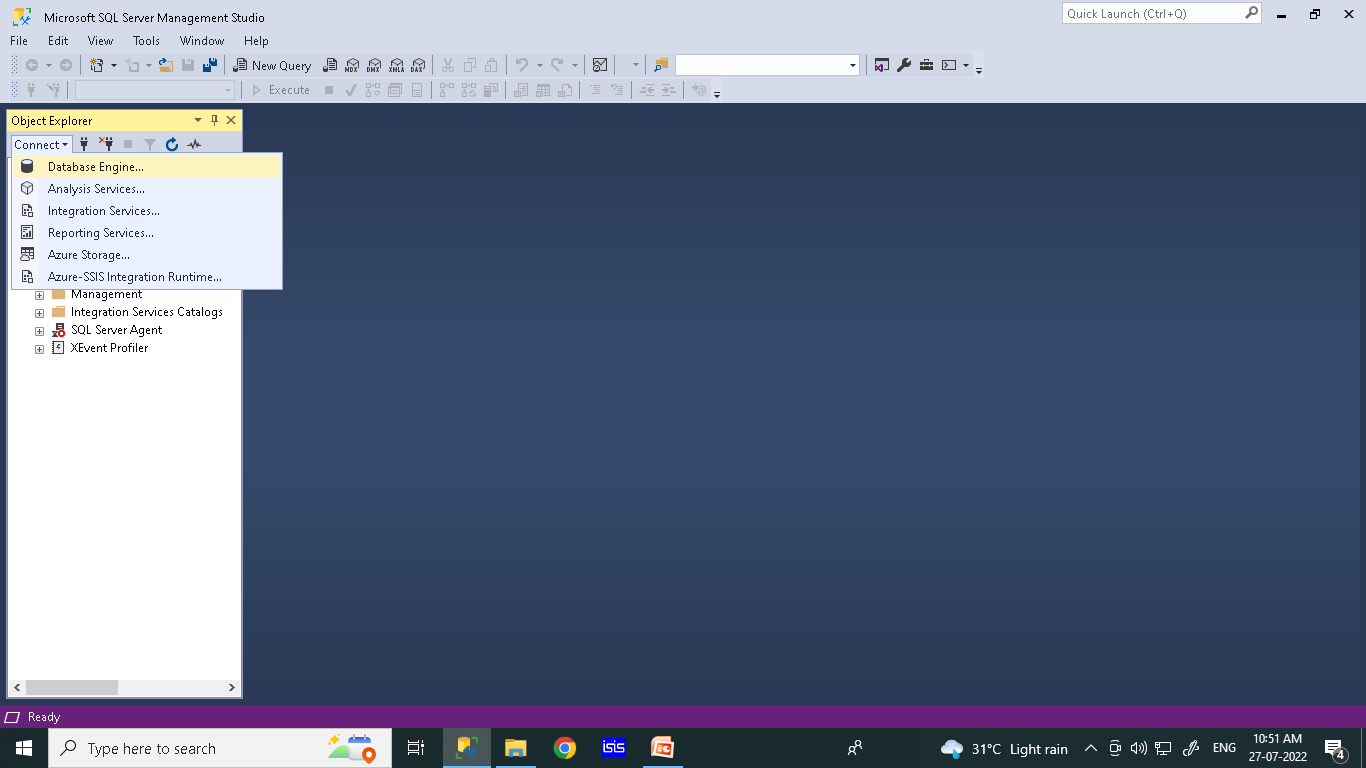 Microsoft SQL Server Management Studio
Quick Launch (Ctrl+Q)
File Edit View Tools Window Help
New Query MDX DMX XMLA DAX
Execute
Object Explorer
Connect
Database Engine...
Analysis Services...
Integration Services...
Reporting Services...
Azure Storage...
Azure-SSIS Integration Runtime...
Management
Integration Services Catalogs
SQL Server Agent
XEvent Profiler
Ready
Type here to search
isis
31°C Light rain
ENG
10:51 AM
27-07-2022
4